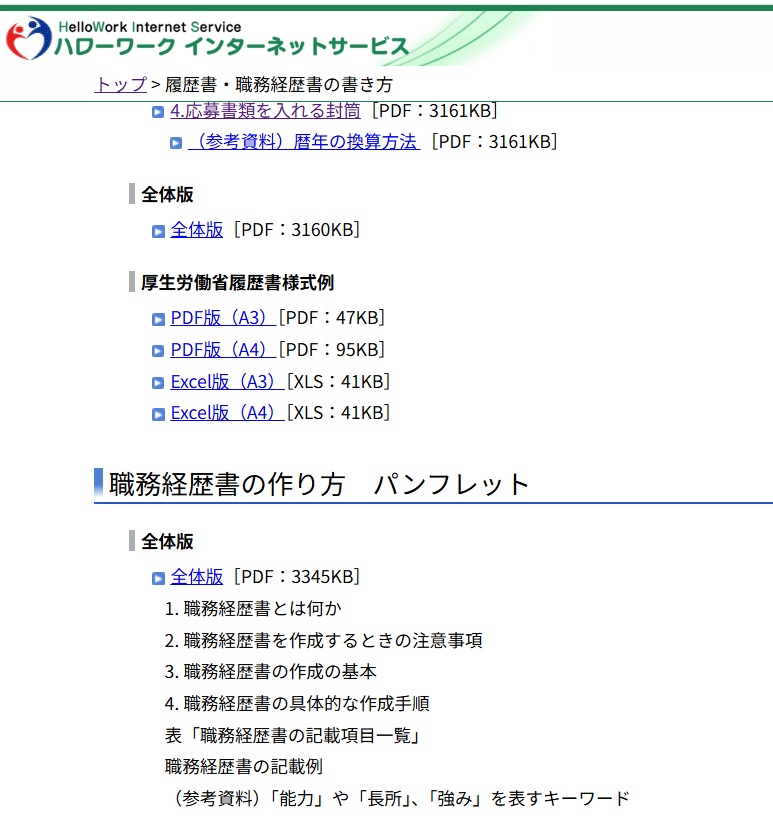 HelloWork Internet Service
ハローワーク インターネットサービス
トップ > 履歴書・職務経歴書の書き方
4.応募書類を入れる封筒［PDF：3161KB］
（参考資料）暦年の換算方法 ［PDF：3161KB］
全体版
全体版［PDF：3160KB］
厚生労働省履歴書様式例
PDF版（A3）［PDF：47KB］
PDF版（A4）［PDF：95KB］
Excel版（A3）［XLS：41KB］
Excel版（A4）［XLS：41KB］
職務経歴書の作り方　パンフレット
全体版
全体版［PDF：3345KB］
1. 職務経歴書とは何か
2. 職務経歴書を作成するときの注意事項
3. 職務経歴書の作成の基本
4. 職務経歴書の具体的な作成手順
表「職務経歴書の記載項目一覧」
職務経歴書の記載例
（参考資料）「能力」や「長所」、「強み」を表すキーワード